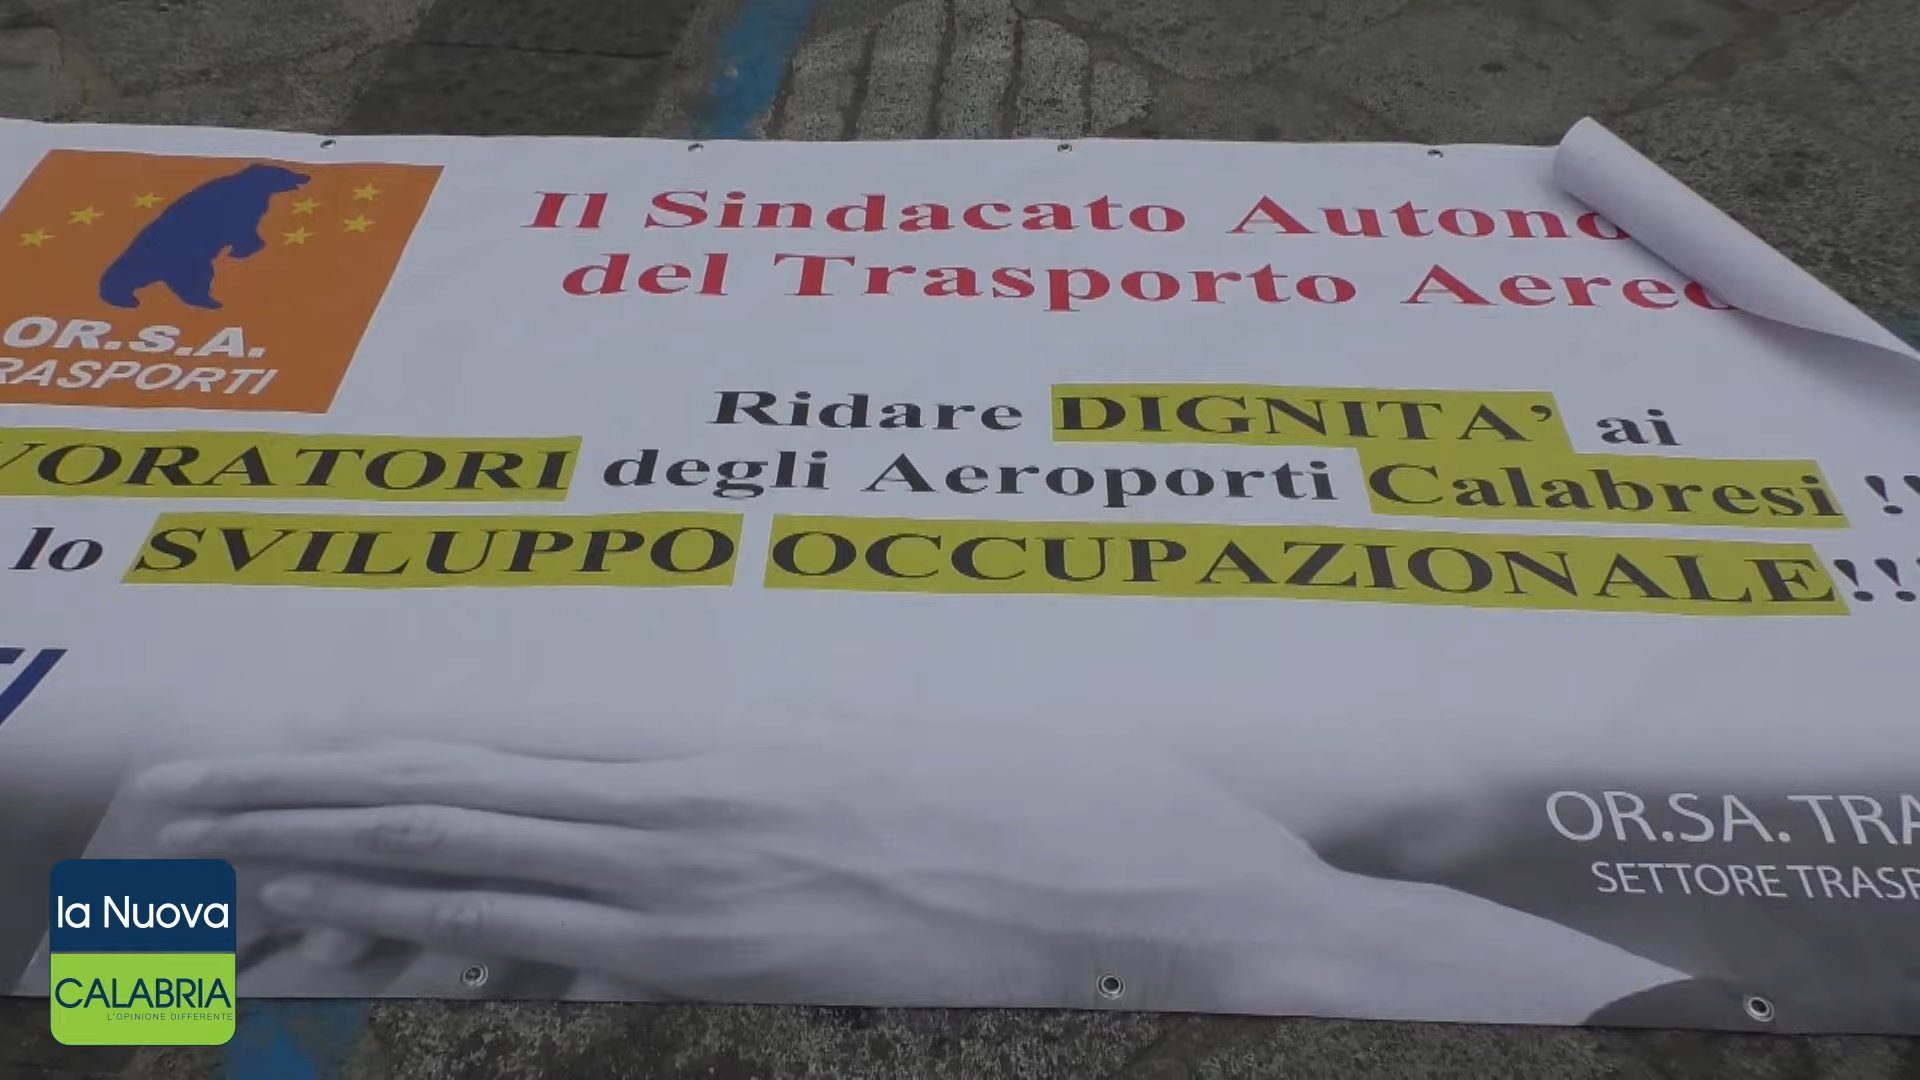 OR.S.A.
RASPORTI
Il Sindacato Autono
del Trasporto Aereo
Ridare DIGNITA' ai
VORATORI degli Aeroporti Calabresi !!
lo SVILUPPO OCCUPAZIONALE!!!
TI
OR.SA. TRA
SETTORE TRASP
la Nuova
CALABRIA
L'OPINIONE DIFFERENTE